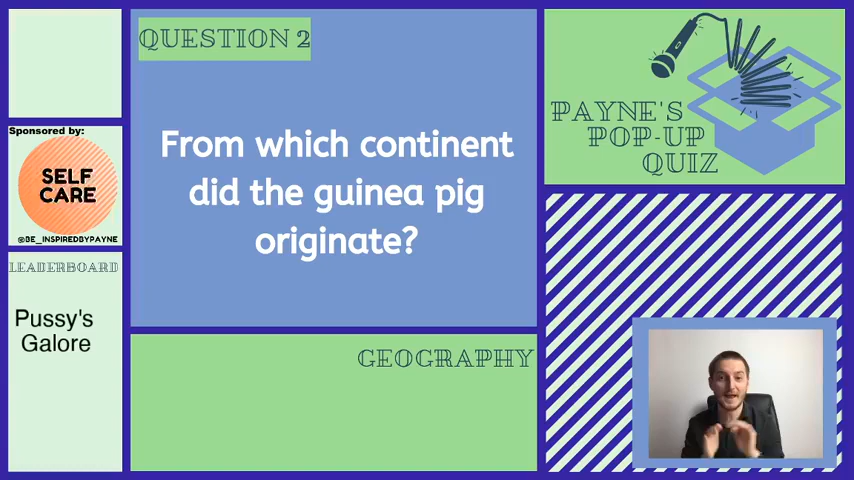 QUESTION 2
From which continent
did the guinea pig
originate?
GEOGRAPHY
PAYNE'S
POP-UP
QUIZ
Sponsored by:
SELF
CARE
@BE_INSPIREDBYPAYNE
LEADERBOARD
Pussy's
Galore